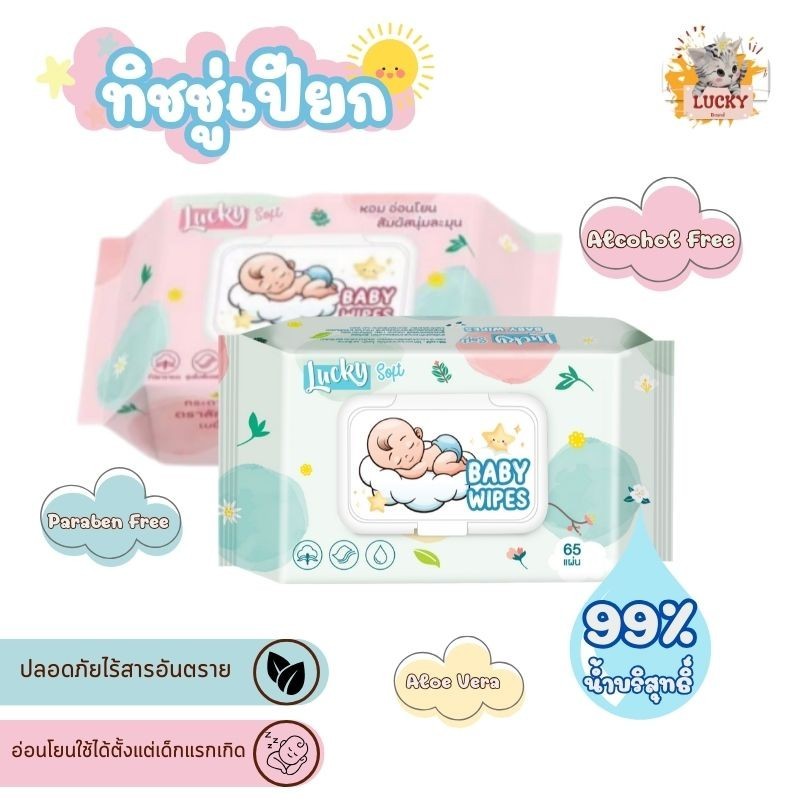 ทิชชู่เปียก
LUCKY
Brand
Lucky Soft
หอม อ่อนโยน
สัมผัสนุ่มละมุน
Alcohol Free
BABY
WIPES
BABY WIPES
Lucky Soft
Lucky Soft
BABY
WIPES
Paraben Free
65
แผ่น
99%
น้ำบริสุทธิ์
ปลอดภัยไร้สารอันตราย
Aloe Vera
อ่อนโยนใช้ได้ตั้งแต่เด็กแรกเกิด